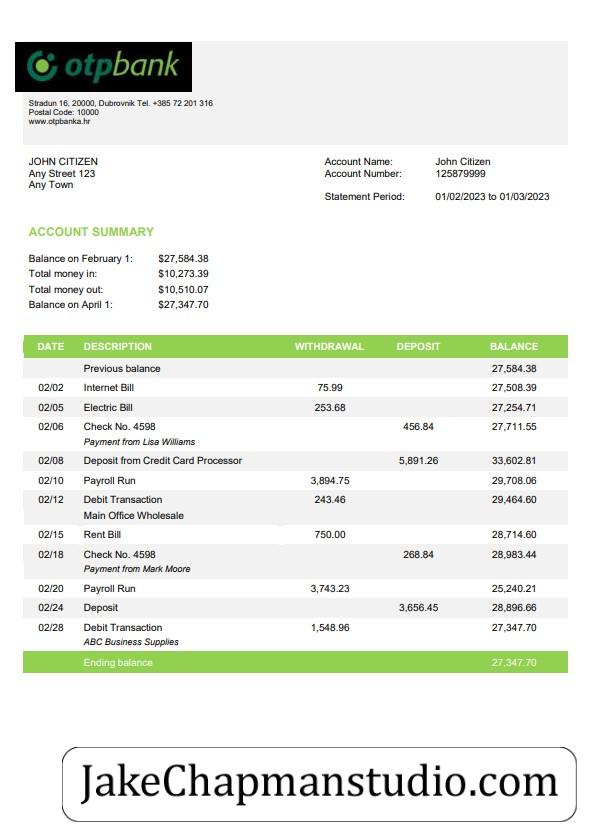 otpbank
Stradun 16, 20000, Dubrovnik Tel. +385 72 201 316
Postal Code: 10000
www.otpbanka.hr
JOHN CITIZEN
Any Street 123
Any Town
Account Name: John Citizen
Account Number: 125879999
Statement Period: 01/02/2023 to 01/03/2023
ACCOUNT SUMMARY
Balance on February 1: $27,584.38
Total money in: $10,273.39
Total money out: $10,510.07
Balance on April 1: $27,347.70
DATE DESCRIPTION WITHDRAWAL DEPOSIT BALANCE
Previous balance 27,584.38
02/02 Internet Bill 75.99 27,508.39
02/05 Electric Bill 253.68 27,254.71
02/06 Check No. 4598 456.84 27,711.55
Payment from Lisa Williams
02/08 Deposit from Credit Card Processor 5,891.26 33,602.81
02/10 Payroll Run 3,894.75 29,708.06
02/12 Debit Transaction 243.46 29,464.60
Main Office Wholesale
02/15 Rent Bill 750.00 28,714.60
02/18 Check No. 4598 268.84 28,983.44
Payment from Mark Moore
02/20 Payroll Run 3,743.23 25,240.21
02/24 Deposit 3,656.45 28,896.66
02/28 Debit Transaction 1,548.96 27,347.70
ABC Business Supplies
Ending balance 27,347.70
JakeChapmanstudio.com